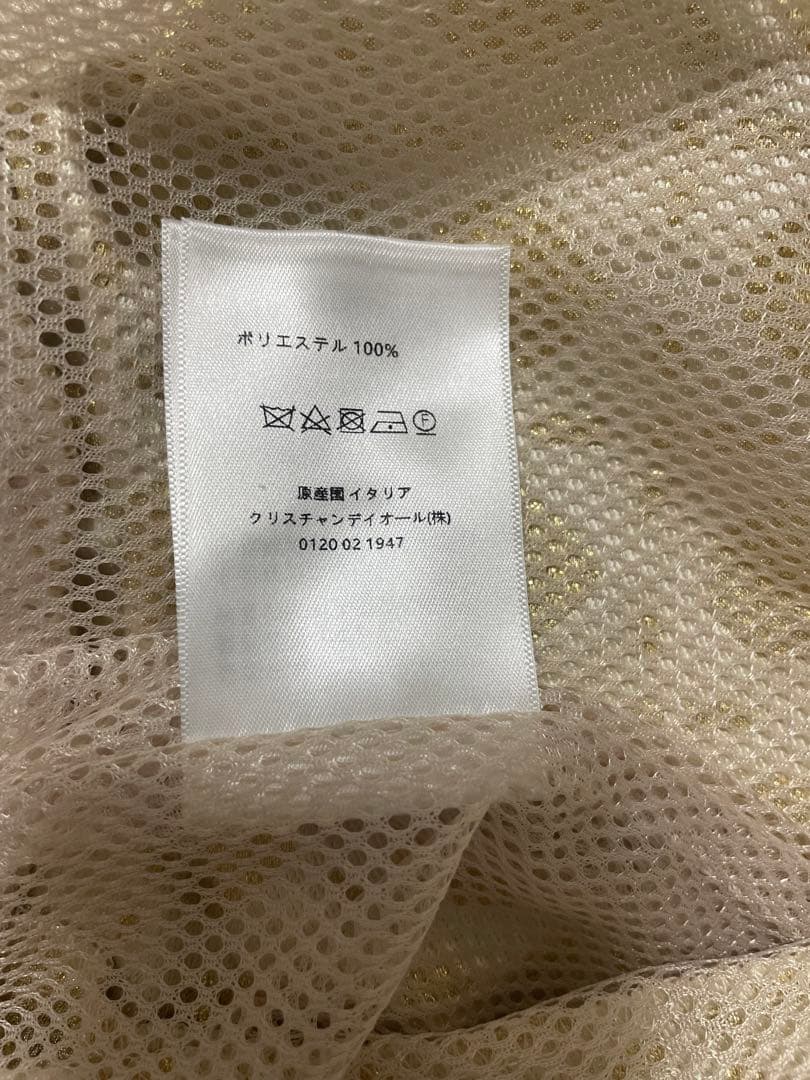 ポリエステル 100%
F
原産国イタリア
クリスチャンディオール(株)
0120 02 1947